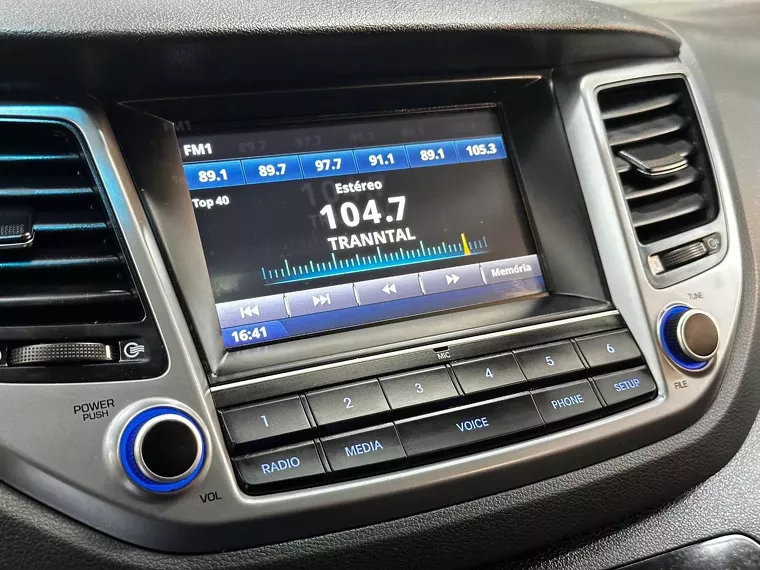 FM1
89.1 89.7 97.7 91.1 89.1 105.3
Top 40
Estéreo
104.7
TRANNTAL
Memória
16:41
MIC
1 2 3 4 5 6
RADIO MEDIA VOICE PHONE SETUP
POWER
PUSH
VOL
TUNE
FILE